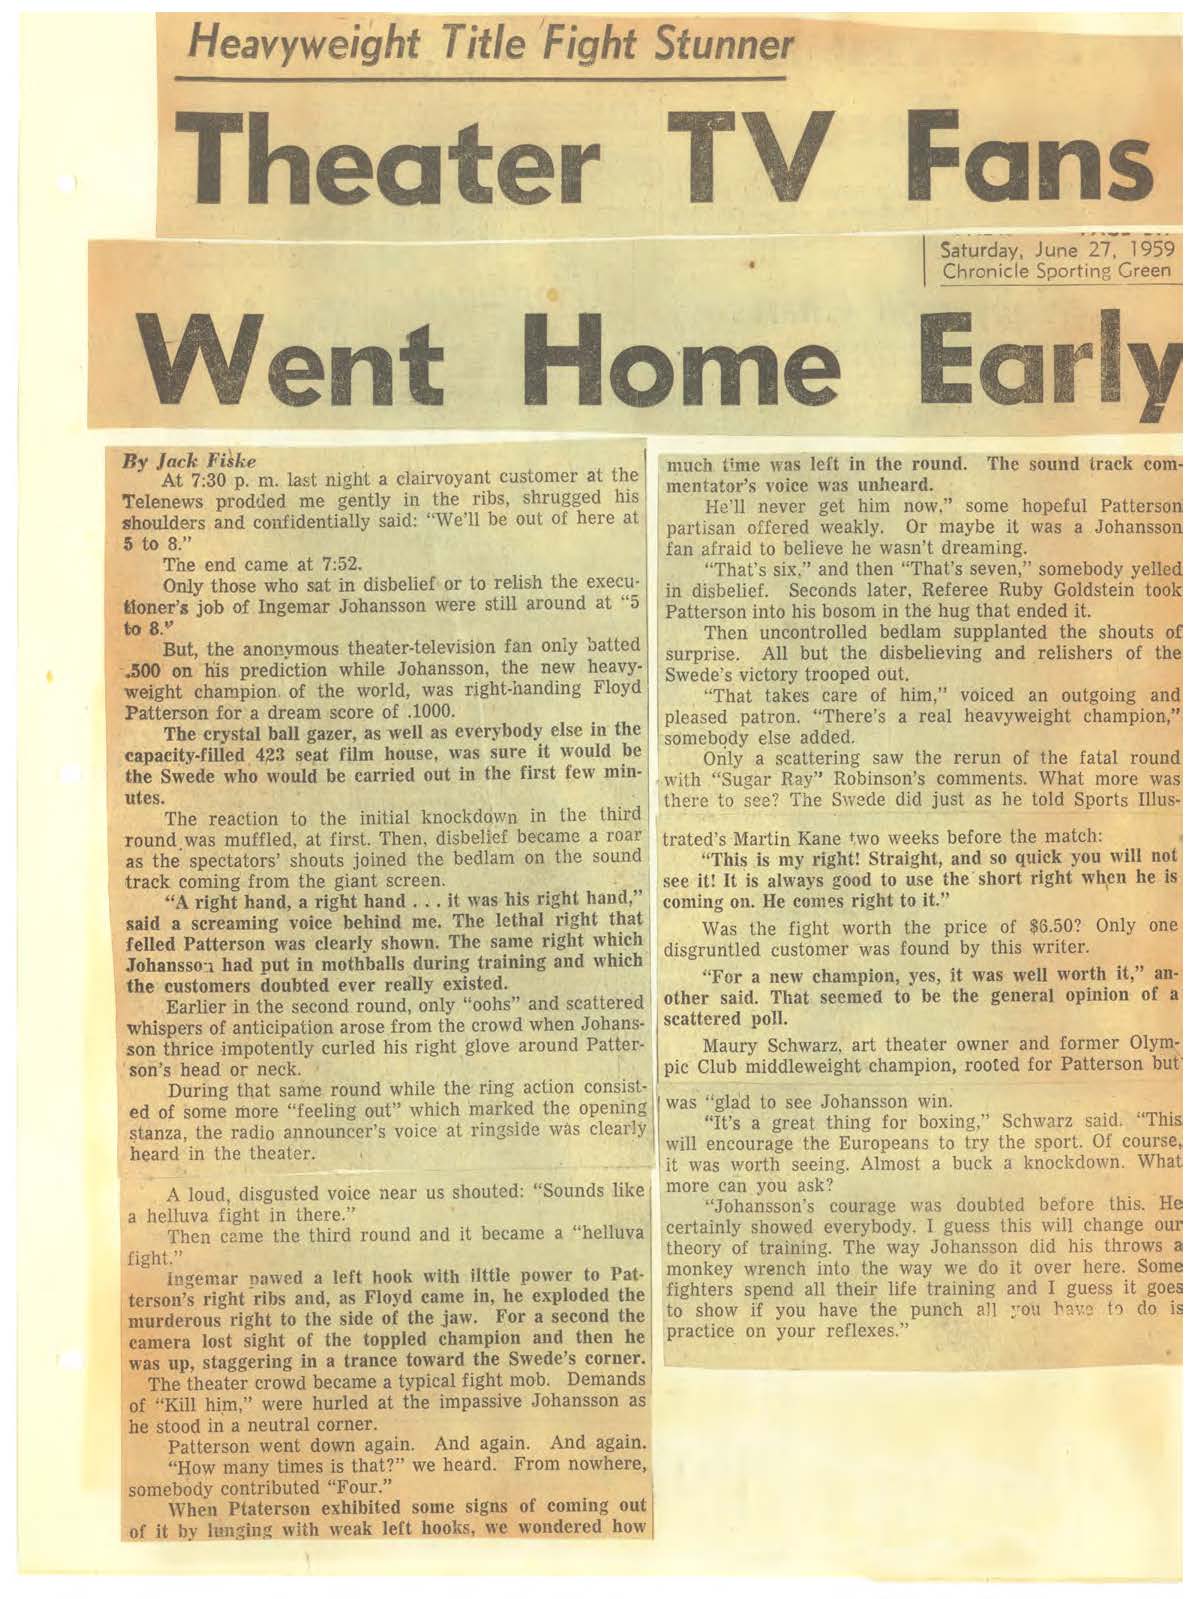 Heavyweight Title Fight Stunner
Theater TV Fans
Saturday, June 27, 1959
Chronicle Sporting Green
Went Home Early
By Jack Fiske
At 7:30 p. m. last night a clairvoyant customer at the
Telenews prodded me gently in the ribs, shrugged his
shoulders and confidentially said: "We'll be out of here at
5 to 8."
The end came at 7:52.
Only those who sat in disbelief or to relish the execu-
tioner's job of Ingemar Johansson were still around at "5
to 8."
But, the anonymous theater-television fan only batted
.500 on his prediction while Johansson, the new heavy-
weight champion of the world, was right-handing Floyd
Patterson for a dream score of .1000.
The crystal ball gazer, as well as everybody else in the
capacity-filled 423 seat film house, was sure it would be
the Swede who would be carried out in the first few min-
utes.
The reaction to the initial knockdown in the third
round was muffled, at first. Then, disbelief became a roar
as the spectators' shouts joined the bedlam on the sound
track coming from the giant screen.
"A right hand, a right hand . . . it was his right hand,"
said a screaming voice behind me. The lethal right that
felled Patterson was clearly shown. The same right which
Johansson had put in mothballs during training and which
the customers doubted ever really existed.
Earlier in the second round, only "oohs" and scattered
whispers of anticipation arose from the crowd when Johans-
son thrice impotently curled his right glove around Patter-
son's head or neck.
During that same round while the ring action consist-
ed of some more "feeling out" which marked the opening
stanza, the radio announcer's voice at ringside was clearly
heard in the theater.
A loud, disgusted voice near us shouted: "Sounds like
a helluva fight in there."
Then came the third round and it became a "helluva
fight."
Ingemar pawed a left hook with ilttle power to Pat-
terson's right ribs and, as Floyd came in, he exploded the
murderous right to the side of the jaw. For a second the
camera lost sight of the toppled champion and then he
was up, staggering in a trance toward the Swede's corner.
The theater crowd became a typical fight mob. Demands
of "Kill him," were hurled at the impassive Johansson as
he stood in a neutral corner.
Patterson went down again. And again. And again.
"How many times is that?" we heard. From nowhere,
somebody contributed "Four."
When Ptaterson exhibited some signs of coming out
of it by lunging with weak left hooks, we wondered how
much time was left in the round. The sound track com-
mentator's voice was unheard.
He'll never get him now," some hopeful Patterson
partisan offered weakly. Or maybe it was a Johansson
fan afraid to believe he wasn't dreaming.
"That's six," and then "That's seven," somebody yelled
in disbelief. Seconds later, Referee Ruby Goldstein took
Patterson into his bosom in the hug that ended it.
Then uncontrolled bedlam supplanted the shouts of
surprise. All but the disbelieving and relishers of the
Swede's victory trooped out.
"That takes care of him," voiced an outgoing and
pleased patron. "There's a real heavyweight champion,"
somebody else added.
Only a scattering saw the rerun of the fatal round
with "Sugar Ray" Robinson's comments. What more was
there to see? The Swede did just as he told Sports Illus-
trated's Martin Kane two weeks before the match:
"This is my right! Straight, and so quick you will not
see it! It is always good to use the short right when he is
coming on. He comes right to it."
Was the fight worth the price of $6.50? Only one
disgruntled customer was found by this writer.
"For a new champion, yes, it was well worth it," an-
other said. That seemed to be the general opinion of a
scattered poll.
Maury Schwarz, art theater owner and former Olym-
pic Club middleweight champion, rooted for Patterson but
was "glad to see Johansson win.
"It's a great thing for boxing," Schwarz said. "This
will encourage the Europeans to try the sport. Of course,
it was worth seeing. Almost a buck a knockdown. What
more can you ask?
"Johansson's courage was doubted before this. He
certainly showed everybody. I guess this will change our
theory of training. The way Johansson did his throws a
monkey wrench into the way we do it over here. Some
fighters spend all their life training and I guess it goes
to show if you have the punch all you have to do is
practice on your reflexes."